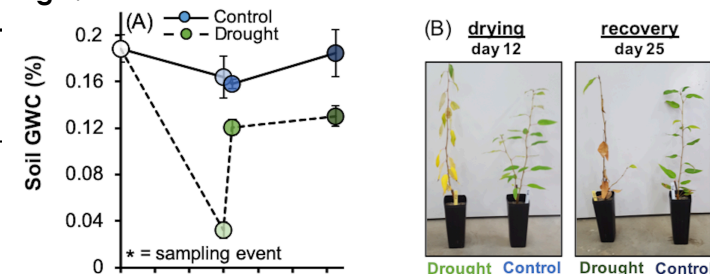 (A)
Control
Drought
0.2
0.16
0.12
0.08
0.04
0
Soil GWC (%)
* = sampling event
(B)
drying
day 12
recovery
day 25
Drought
Control
Drought